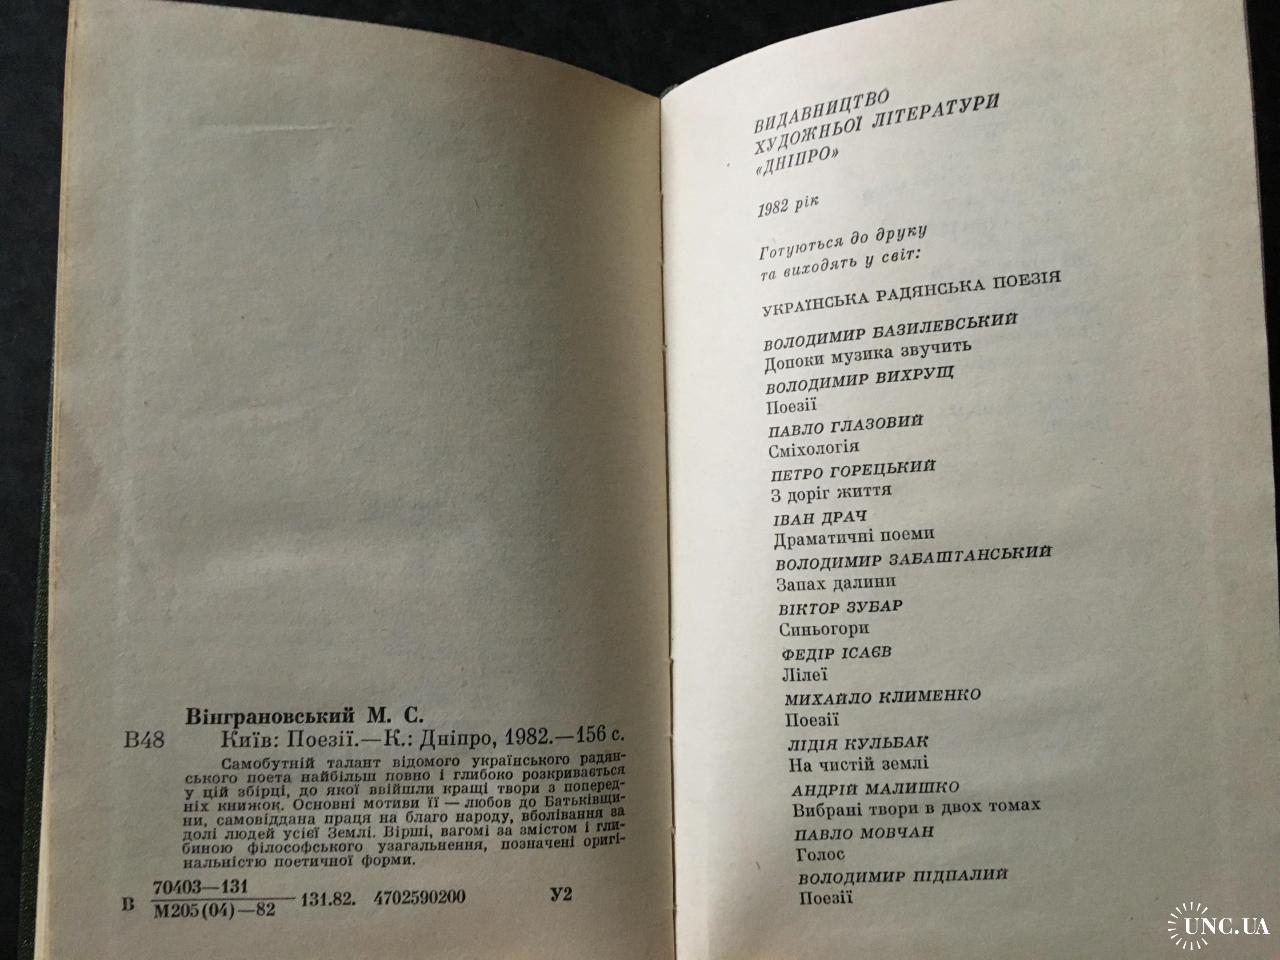 Вінграновський М. С.
В48 Київ: Поезії.—К.: Дніпро, 1982.—156 с.
Самобутній талант відомого українського радян-
ського поета найбільш повно і глибоко розкривається
у цій збірці, до якої ввійшли кращі твори з поперед-
ніх книжок. Основні мотиви її — любов до Батьківщи-
ни, самовіддана праця на благо народу, вболівання за
долі людей усієї Землі. Вірші, вагомі за змістом і гли-
биною філософського узагальнення, позначені оригі-
нальністю поетичної форми.
В 70403—131
М205(04)—82 131.82. 4702590200 У2
ВИДАВНИЦТВО
ХУДОЖНЬОЇ ЛІТЕРАТУРИ
«ДНІПРО»
1982 рік
Готуються до друку
та виходять у світ:
УКРАЇНСЬКА РАДЯНСЬКА ПОЕЗІЯ
ВОЛОДИМИР БАЗИЛЕВСЬКИЙ
Допоки музика звучить
ВОЛОДИМИР ВИХРУЩ
Поезії
ПАВЛО ГЛАЗОВИЙ
Сміхологія
ПЕТРО ГОРЕЦЬКИЙ
З доріг життя
ІВАН ДРАЧ
Драматичні поеми
ВОЛОДИМИР ЗАБАШТАНСЬКИЙ
Запах далини
ВІКТОР ЗУБАР
Синьогори
ФЕДІР ІСАЄВ
Лілеї
МИХАЙЛО КЛИМЕНКО
Поезії
ЛІДІЯ КУЛЬБАК
На чистій землі
АНДРІЙ МАЛИШКО
Вибрані твори в двох томах
ПАВЛО МОВЧАН
Голос
ВОЛОДИМИР ПІДПАЛИЙ
Поезії
UNC.UA